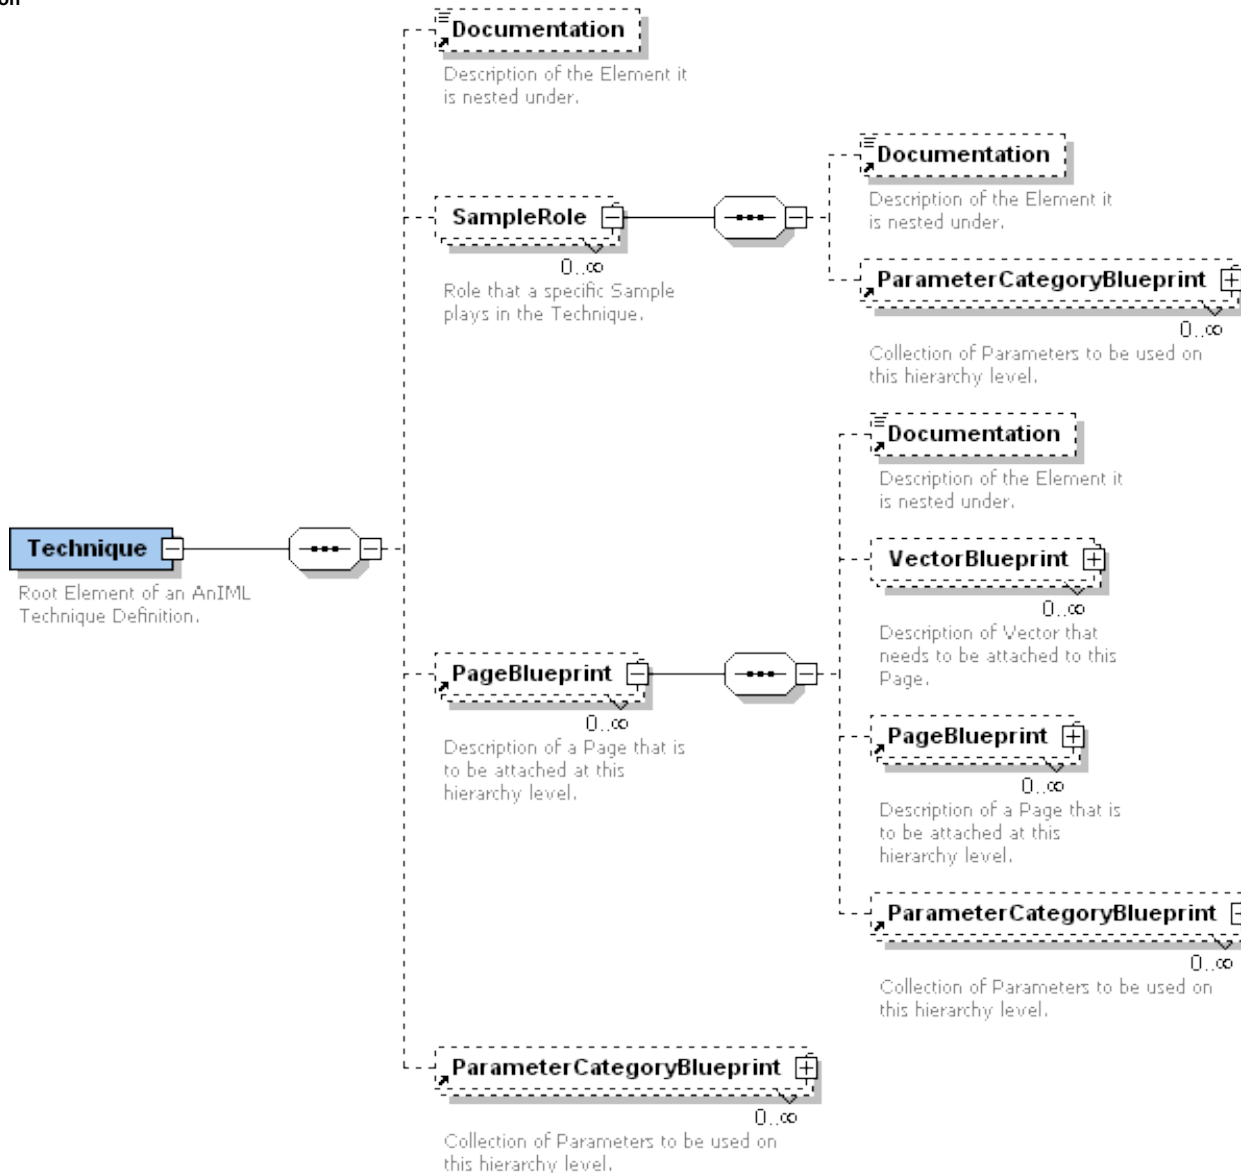 on
Documentation
Description of the Element it
is nested under.
Documentation
Description of the Element it
is nested under.
SampleRole
0..∞
Role that a specific Sample
plays in the Technique.
ParameterCategoryBlueprint
0..∞
Collection of Parameters to be used on
this hierarchy level.
Documentation
Description of the Element it
is nested under.
Technique
Root Element of an AnIML
Technique Definition.
VectorBlueprint
0..∞
Description of Vector that
needs to be attached to this
Page.
PageBlueprint
0..∞
Description of a Page that is
to be attached at this
hierarchy level.
PageBlueprint
0..∞
Description of a Page that is
to be attached at this
hierarchy level.
ParameterCategoryBlueprint
0..∞
Collection of Parameters to be used on
this hierarchy level.
ParameterCategoryBlueprint
0..∞
Collection of Parameters to be used on
this hierarchy level.